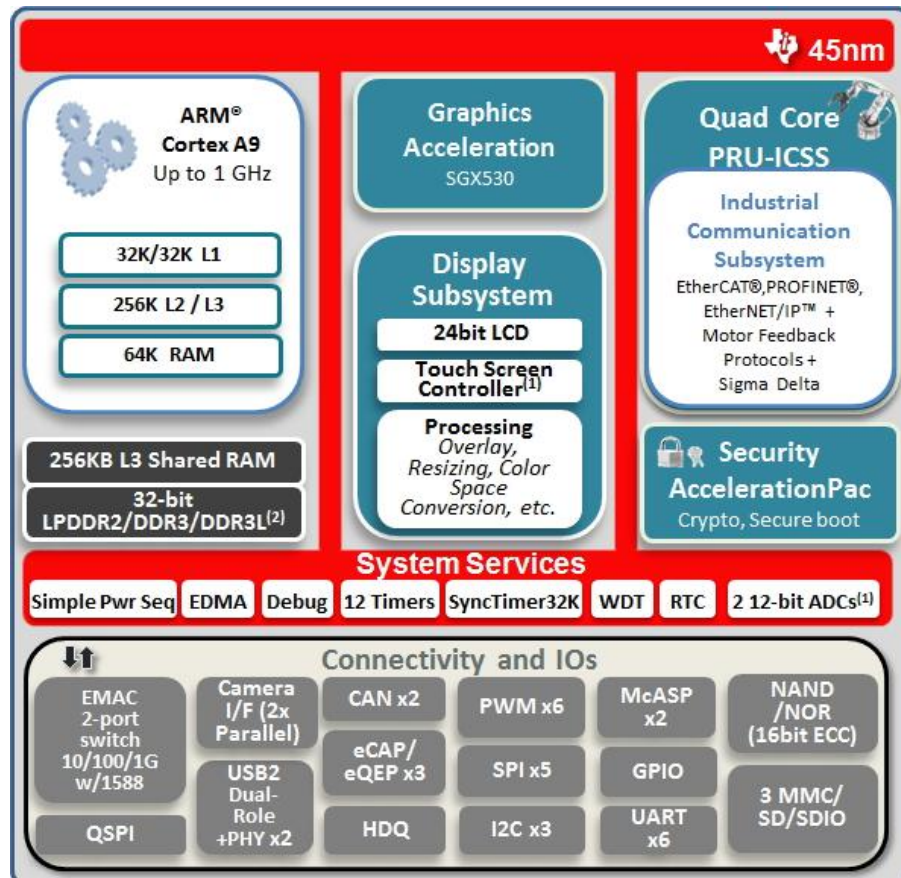 45nm
ARM®
Cortex A9
Up to 1 GHz
32K/32K L1
256K L2 / L3
64K RAM
256KB L3 Shared RAM
32-bit
LPDDR2/DDR3/DDR3L(2)
Graphics
Acceleration
SGX530
Display
Subsystem
24bit LCD
Touch Screen
Controller(1)
Processing
Overlay,
Resizing, Color
Space
Conversion, etc.
Quad Core
PRU-ICSS
Industrial
Communication
Subsystem
EtherCAT®,PROFINET®,
EtherNET/IP™ +
Motor Feedback
Protocols +
Sigma Delta
Security
AccelerationPac
Crypto, Secure boot
System Services
Simple Pwr Seq
EDMA
Debug
12 Timers
SyncTimer32K
WDT
RTC
2 12-bit ADCs(1)
Connectivity and IOs
EMAC
2-port
switch
10/100/1G
w/1588
QSPI
Camera
I/F (2x
Parallel)
USB2
Dual-
Role
+PHY x2
CAN x2
eCAP/
eQEP x3
HDQ
PWM x6
SPI x5
I2C x3
McASP
x2
GPIO
UART
x6
NAND
/NOR
(16bit ECC)
3 MMC/
SD/SDIO